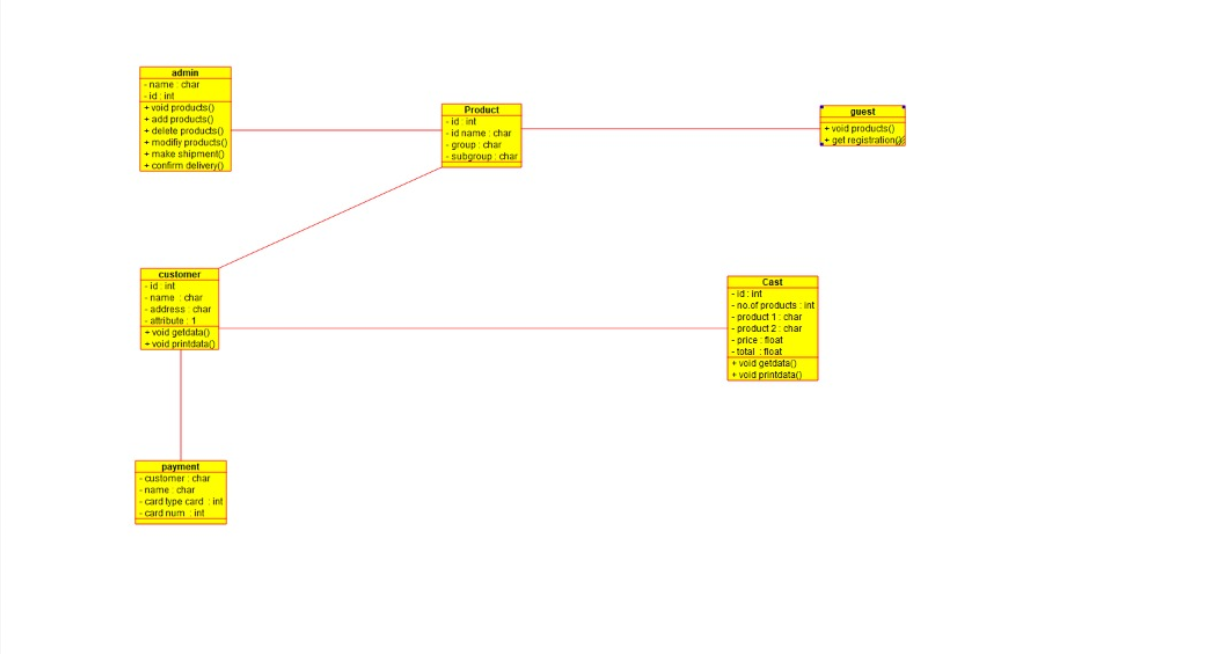 admin
- name : char
- id : int
+ void products()
+ add products()
+ delete products()
+ modifiy products()
+ make shipment()
+ confirm delivery()
Product
- id : int
- id name : char
- group : char
- subgroup : char
guest
+ void products()
+ get registration()
customer
- id : int
- name : char
- address : char
- attribute : 1
+ void getdata()
+ void printdata()
Cast
- id : int
- no.of products : int
- product 1 : char
- product 2 : char
- price : float
- total : float
+ void getdata()
+ void printdata()
payment
- customer : char
- name : char
- card type card : int
- card num : int